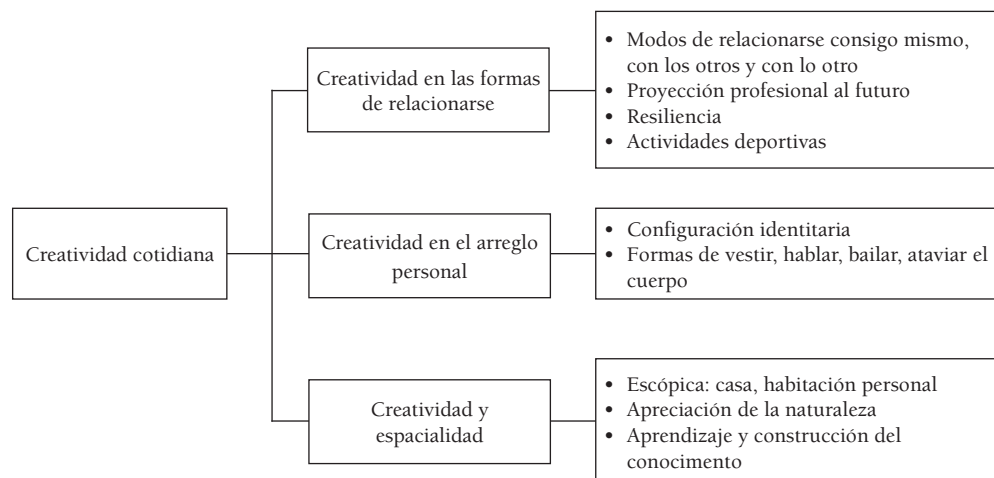 Creatividad cotidiana
Creatividad en las formas
de relacionarse
• Modos de relacionarse consigo mismo,
con los otros y con lo otro
• Proyección profesional al futuro
• Resiliencia
• Actividades deportivas
Creatividad en el arreglo
personal
• Configuración identitaria
• Formas de vestir, hablar, bailar, ataviar el
cuerpo
Creatividad y
espacialidad
• Escópica: casa, habitación personal
• Apreciación de la naturaleza
• Aprendizaje y construcción del
conocimento